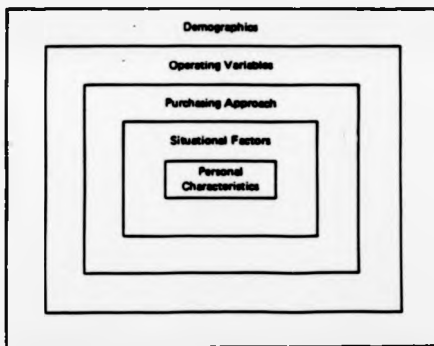 Demographics
Operating Variables
Purchasing Approach
Situational Factors
Personal
Characteristics